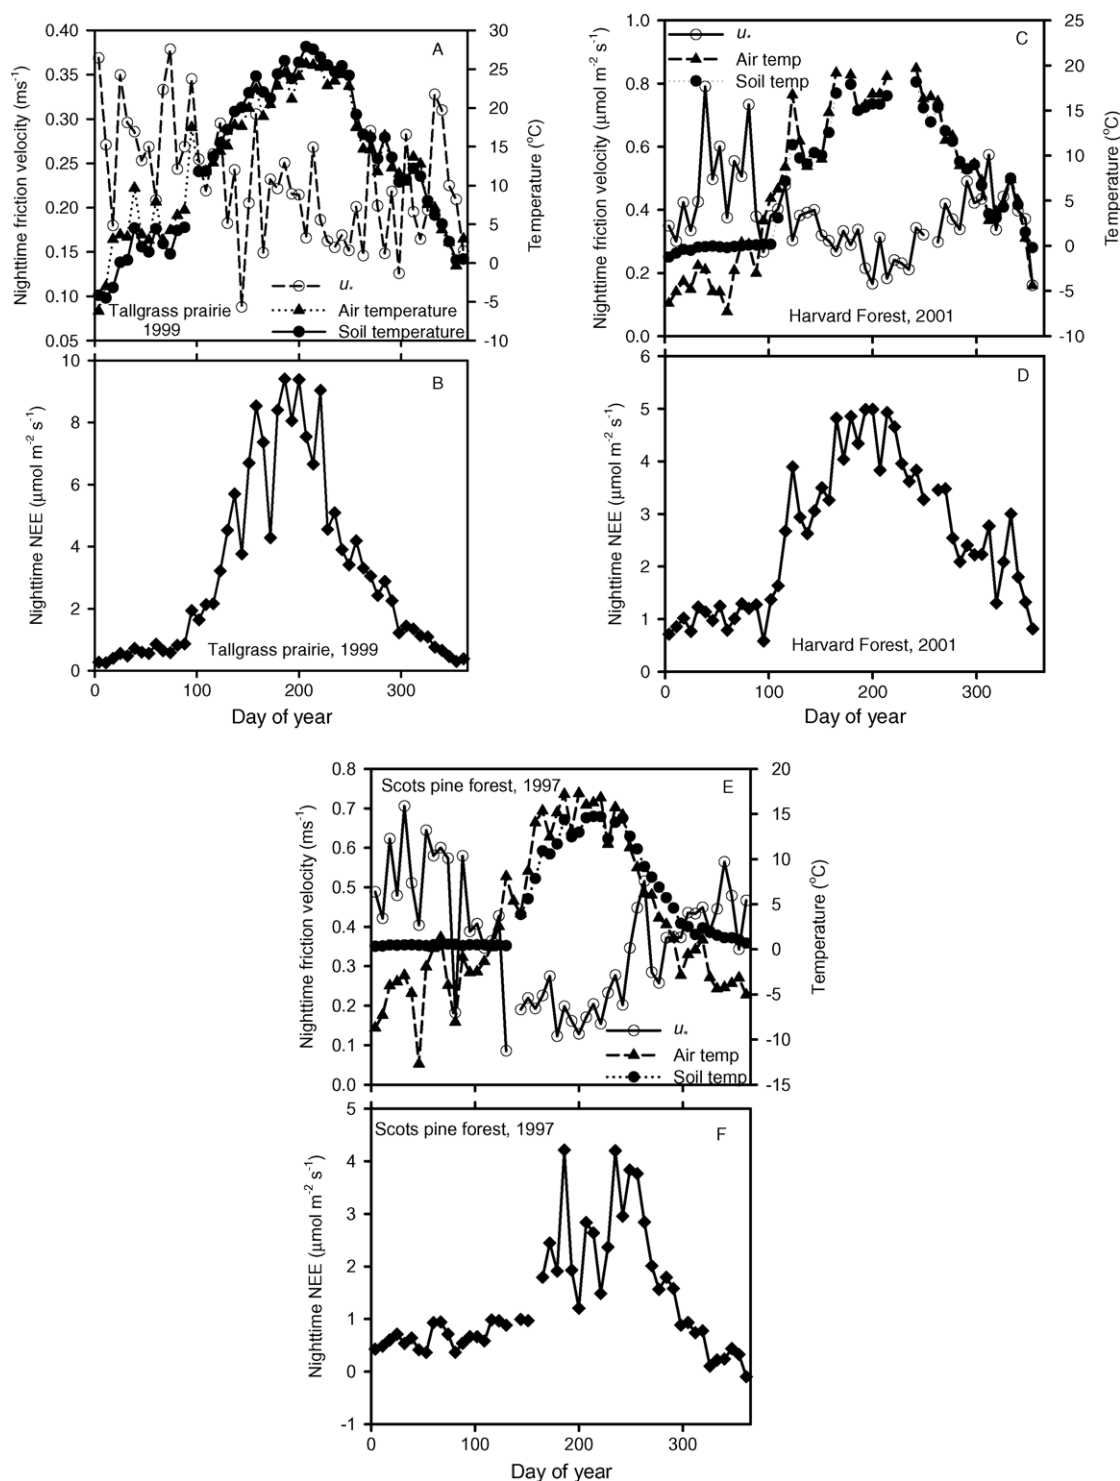 0.40
0.35
0.30
0.25
0.20
0.15
0.10
0.05
Nighttime friction velocity (ms⁻¹)
A
30
25
20
15
10
5
0
-5
-10
Temperature (°C)
Tallgrass prairie
1999
u*
Air temperature
Soil temperature
10
8
6
4
2
0
Nighttime NEE (μmol m⁻² s⁻¹)
B
Tallgrass prairie, 1999
0 100 200 300
Day of year
1.0
0.8
0.6
0.4
0.2
0.0
Nighttime friction velocity (μmol m⁻² s⁻¹)
u*
Air temp
Soil temp
C
25
20
15
10
5
0
-5
-10
Temperature (°C)
Harvard Forest, 2001
6
5
4
3
2
1
0
Nighttime NEE (μmol m⁻² s⁻¹)
D
Harvard Forest, 2001
0 100 200 300
Day of year
0.8
0.7
0.6
0.5
0.4
0.3
0.2
0.1
0.0
Nighttime friction velocity (ms⁻¹)
Scots pine forest, 1997
E
20
15
10
5
0
-5
-10
-15
Temperature (°C)
u*
Air temp
Soil temp
5
4
3
2
1
0
-1
Nighttime NEE (μmol m⁻² s⁻¹)
Scots pine forest, 1997
F
0 100 200 300
Day of year